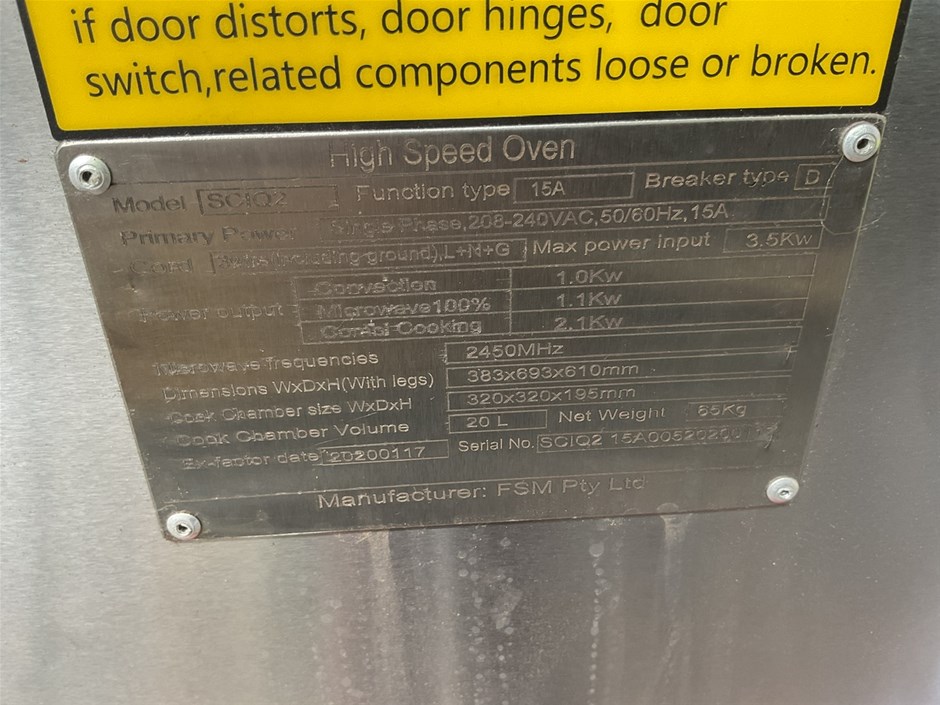 if door distorts, door hinges, door
switch,related components loose or broken.
High Speed Oven
Model SCIQ2 Function type 15A Breaker type D
Primary Power Single Phase,208-240VAC,50/60Hz,15A
Cord (including ground),L+N+G Max power input 3.5Kw
Convection 1.0Kw
Power output Microwave100% 1.1Kw
Combi Cooking 2.1Kw
Microwave frequencies 2450MHz
Dimensions WxDxH(With legs) 383x693x610mm
Cook Chamber size WxDxH 320x320x195mm
Cook Chamber Volume 20 L Net Weight 65Kg
Ex-factor date 20200117 Serial No. SCIQ2
Manufacturer: FSM Pty Ltd